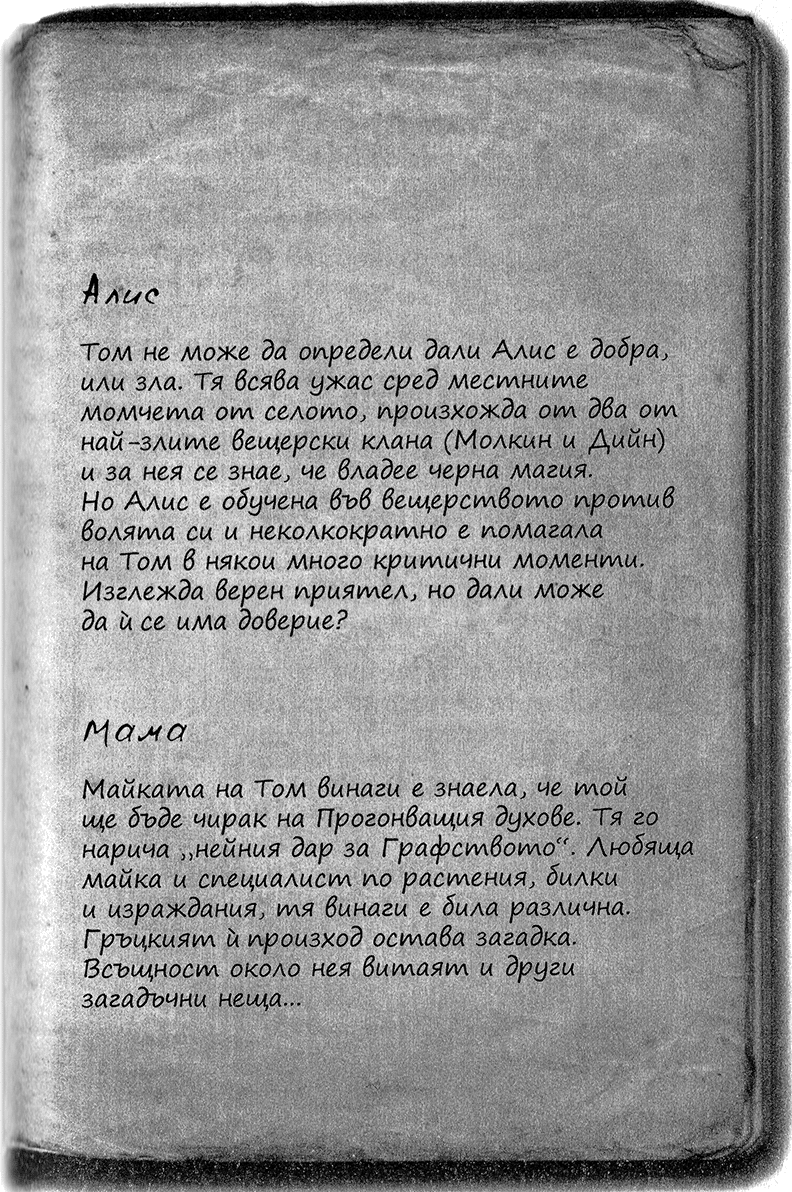 Алис
Том не може да определи дали Алис е добра,
или зла. Тя всява ужас сред местните
момчета от селото, произхожда от два от
най-злите вещерски клана (Молкин и Дийн)
и за нея се знае, че владее черна магия.
Но Алис е обучена във вещерството против
волята си и неколкократно е помагала
на Том в някои много критични моменти.
Изглежда верен приятел, но дали може
да ѝ се има доверие?
Мама
Майката на Том винаги е знаела, че той
ще бъде чирак на Прогонващия духове. Тя го
нарича „нейния дар за Графството“. Любяща
майка и специалист по растения, билки
и израждания, тя винаги е била различна.
Гръцкият ѝ произход остава загадка.
Всъщност около нея витаят и други
загадъчни неща...